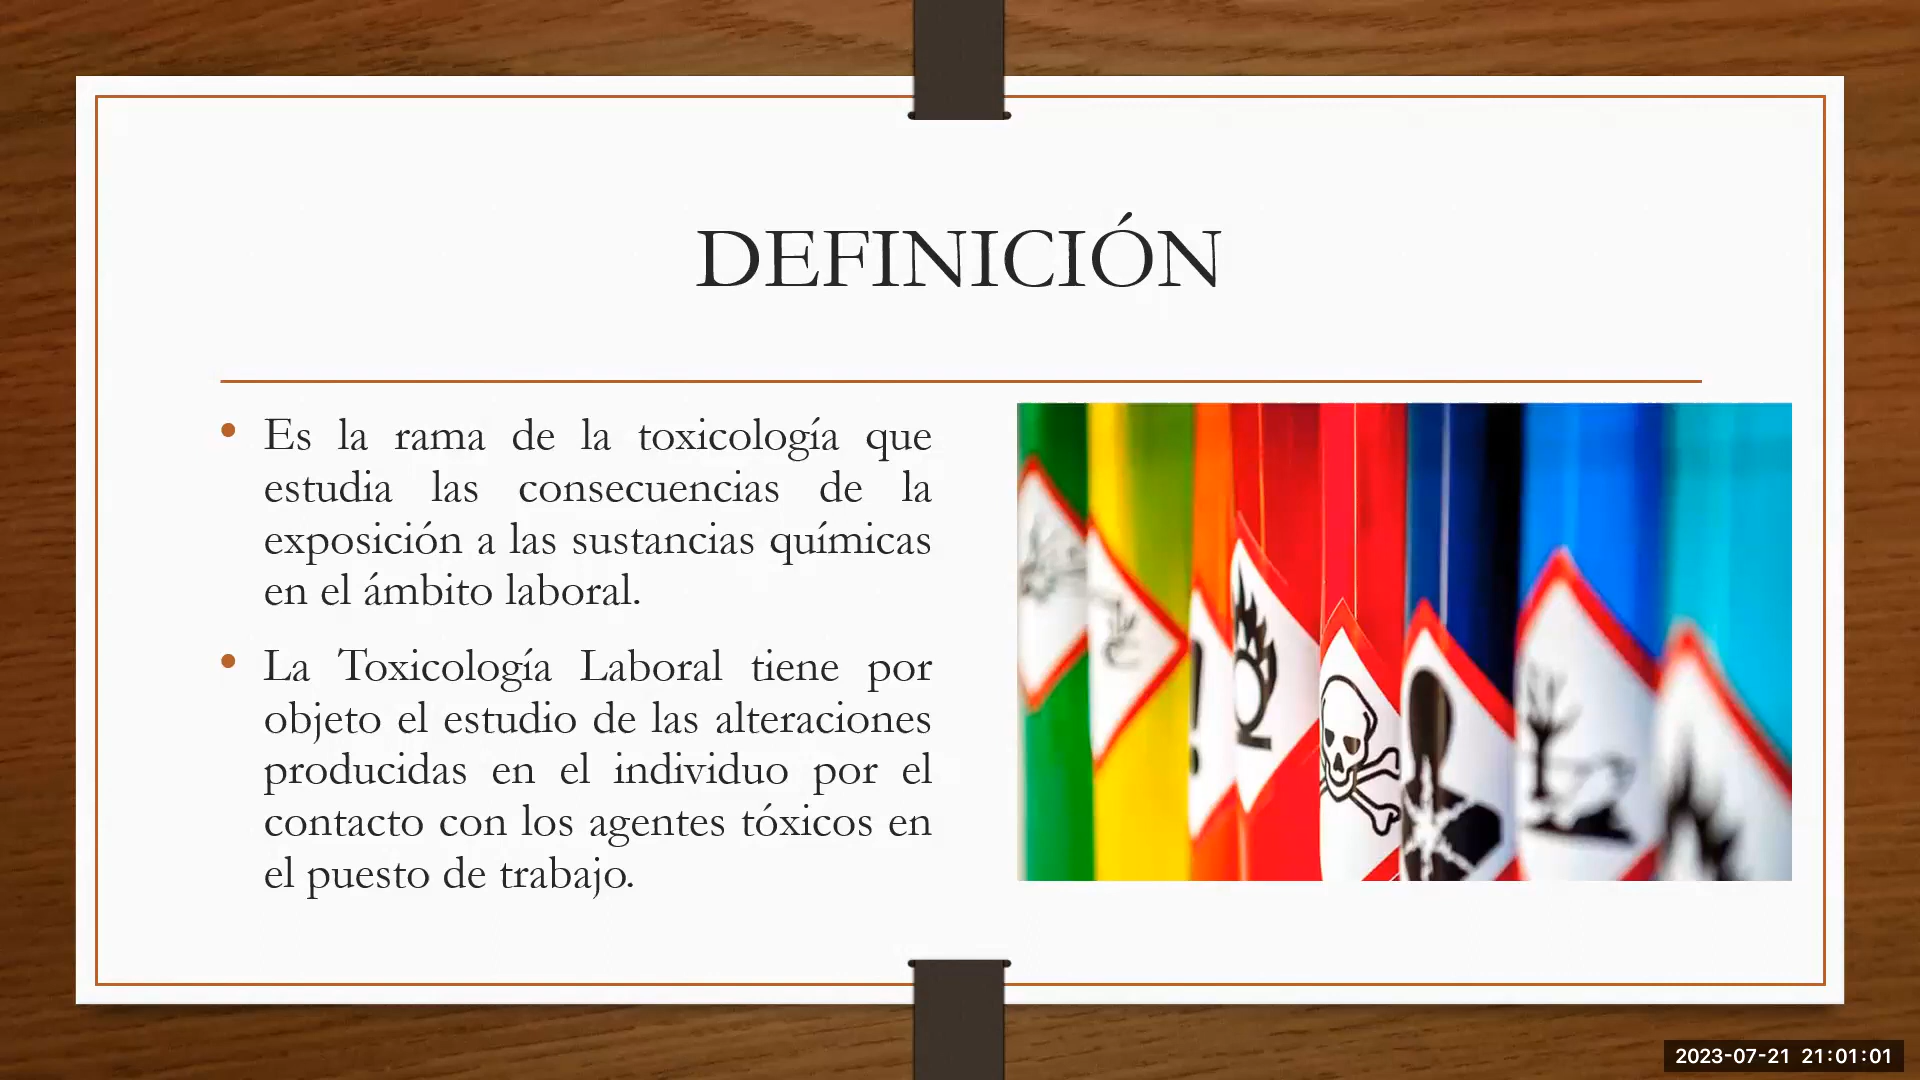 DEFINICIÓN
• Es la rama de la toxicología que
estudia las consecuencias de la
exposición a las sustancias químicas
en el ámbito laboral.
• La Toxicología Laboral tiene por
objeto el estudio de las alteraciones
producidas en el individuo por el
contacto con los agentes tóxicos en
el puesto de trabajo.
2023-07-21 21:01:01